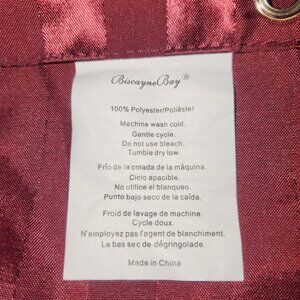 BiscayneBay®
100% Polyester/Poliéster
Machine wash cold.
Gentle cycle.
Do not use bleach.
Tumble dry low.
Frío de la colada de la máquina.
Ciclo apacible.
No utilice el blanqueo.
Punto bajo seco de la caída.
Froid de lavage de machine.
Cycle doux.
N'employez pas l'agent de blanchiment.
Le bas sec de dégringolade.
Made in China